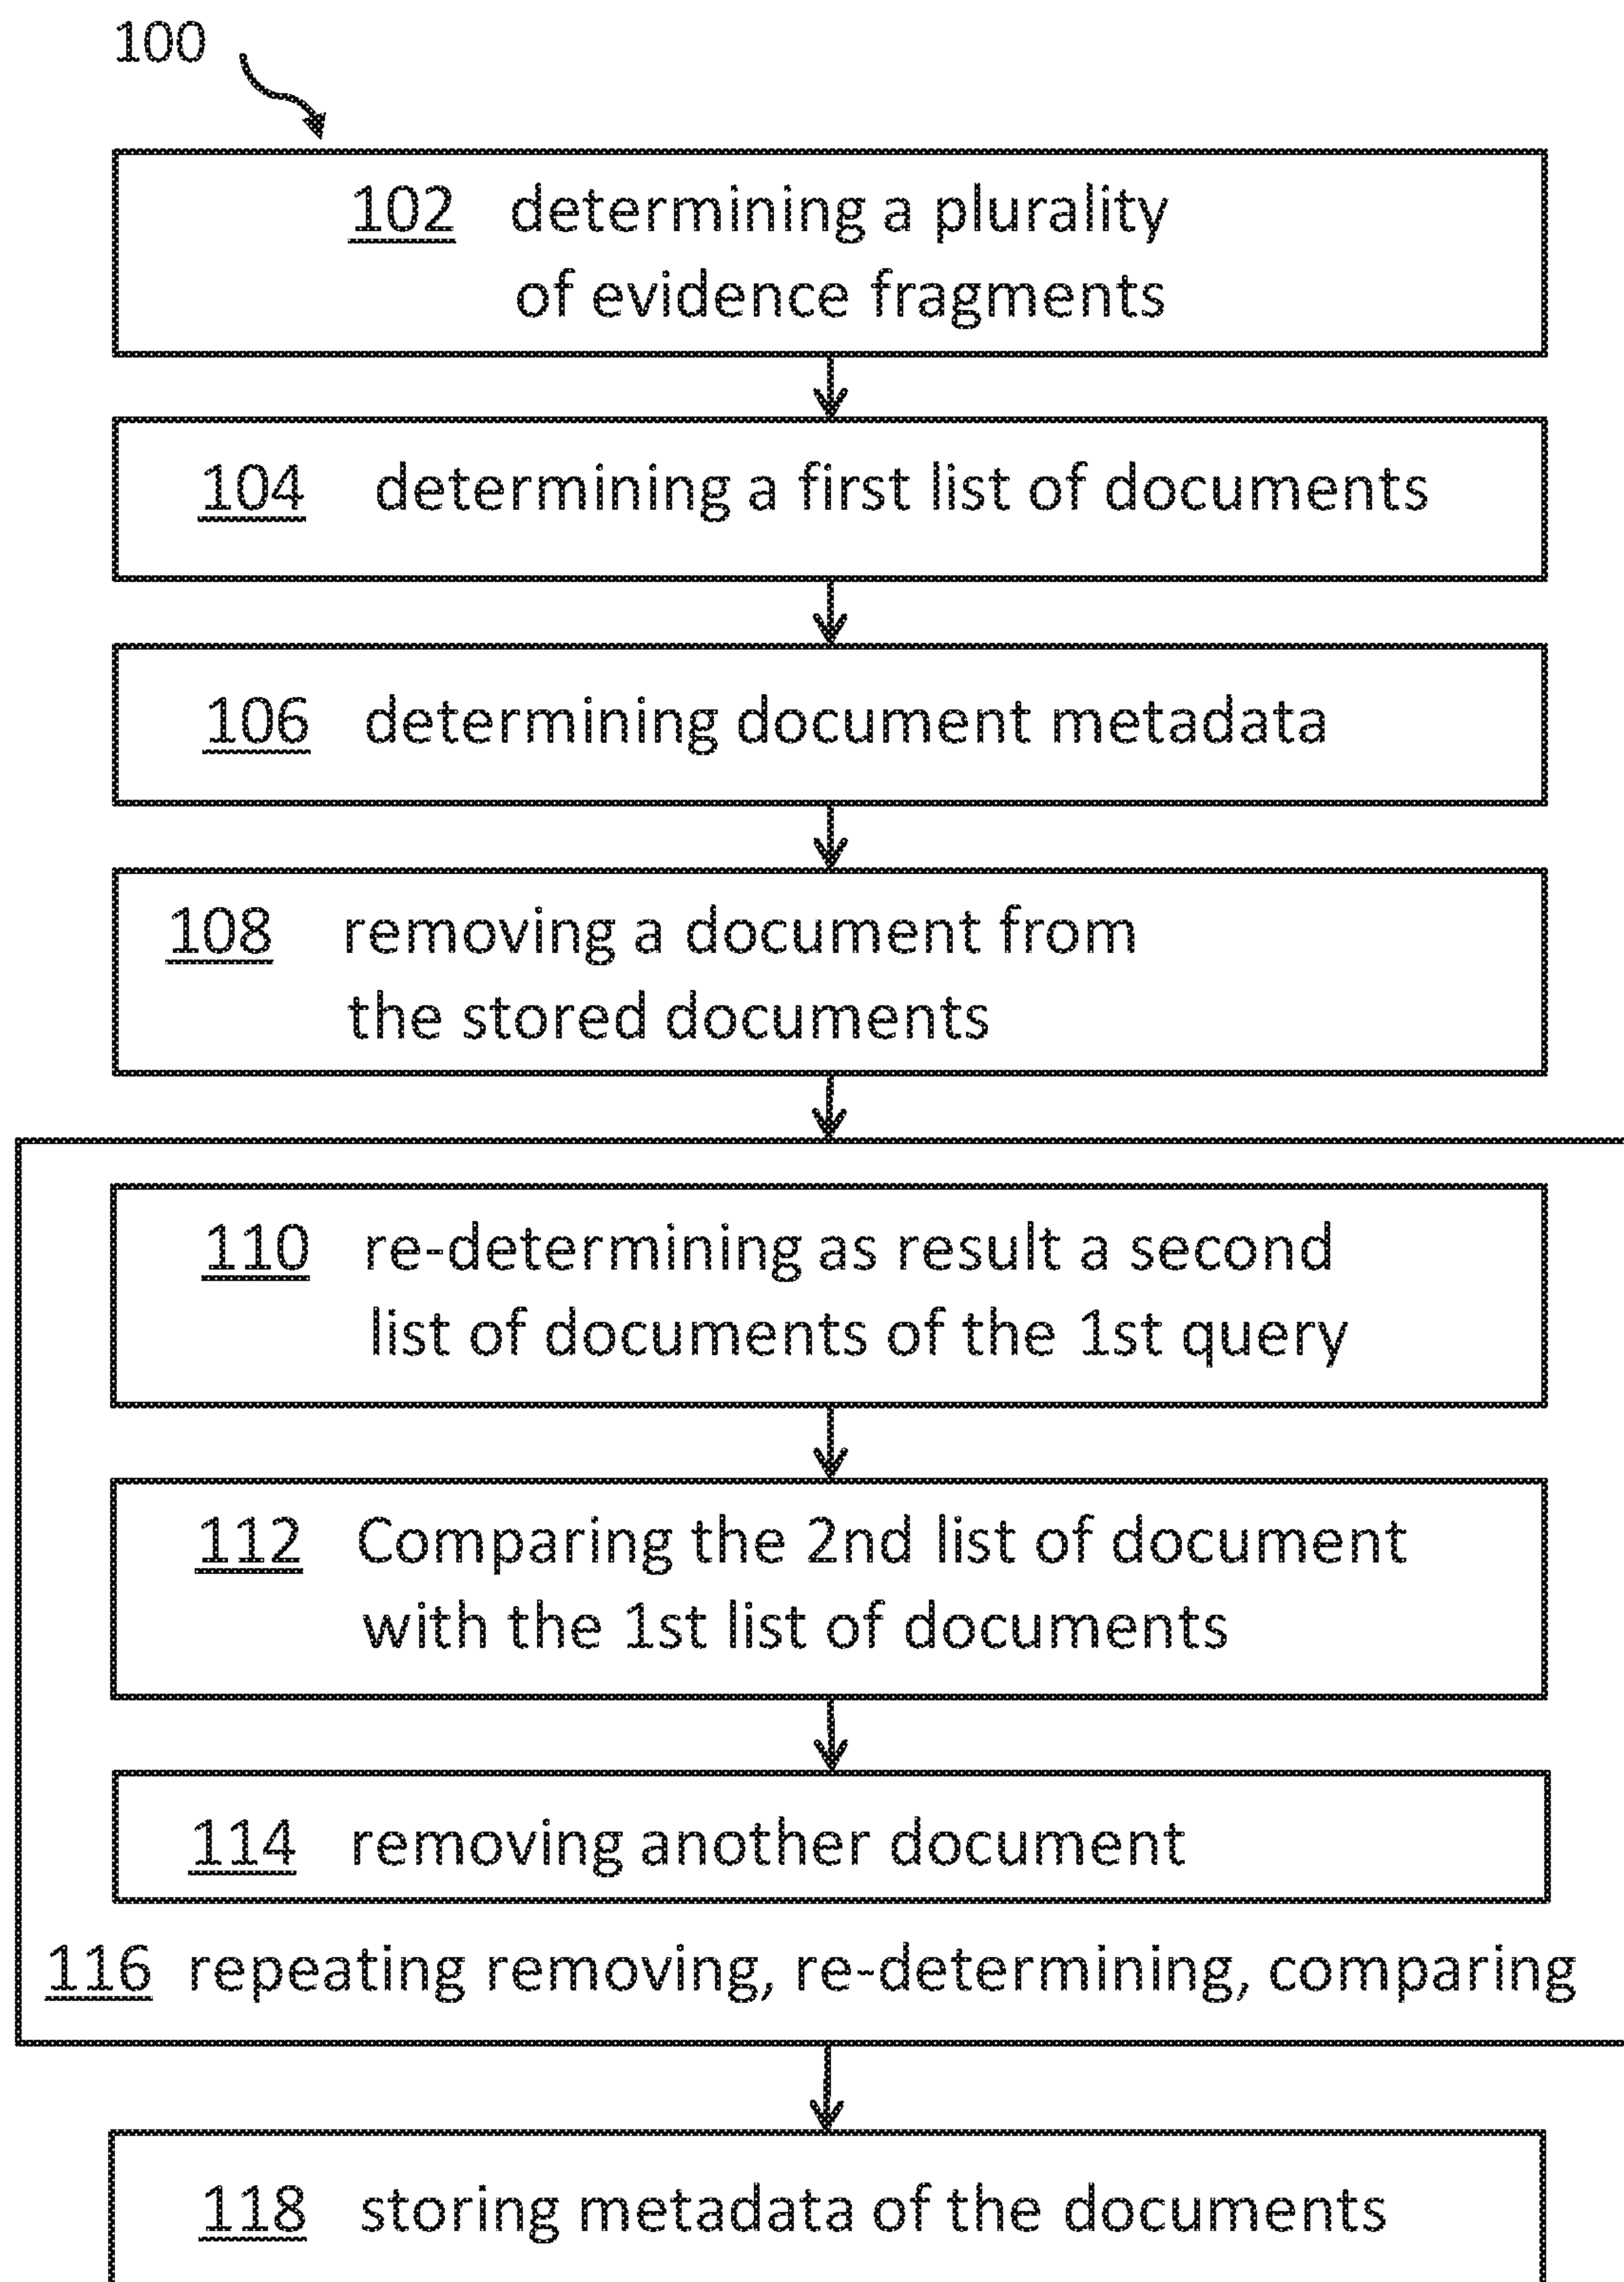 100
102 determining a plurality
of evidence fragments
104 determining a first list of documents
106 determining document metadata
108 removing a document from
the stored documents
110 re-determining as result a second
list of documents of the 1st query
112 Comparing the 2nd list of document
with the 1st list of documents
114 removing another document
116 repeating removing, re-determining, comparing
118 storing metadata of the documents